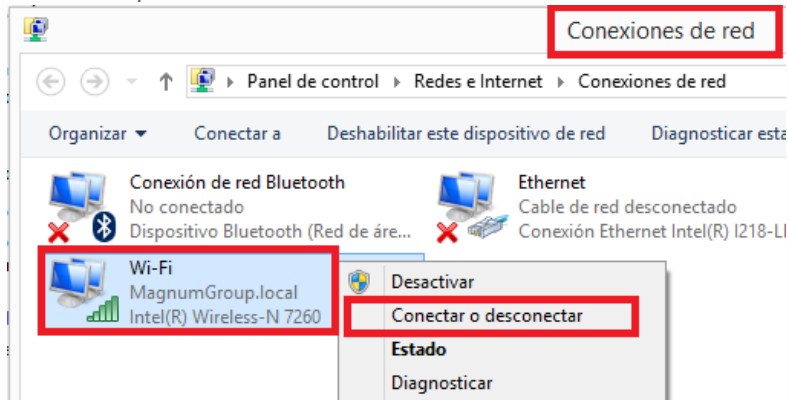 Conexiones de red
Panel de control Redes e Internet Conexiones de red
Organizar Conectar a Deshabilitar este dispositivo de red Diagnosticar esta
Conexión de red Bluetooth
No conectado
Dispositivo Bluetooth (Red de áre...
Ethernet
Cable de red desconectado
Conexión Ethernet Intel(R) I218-L
Wi-Fi
MagnumGroup.local
Intel(R) Wireless-N 7260
Desactivar
Conectar o desconectar
Estado
Diagnosticar